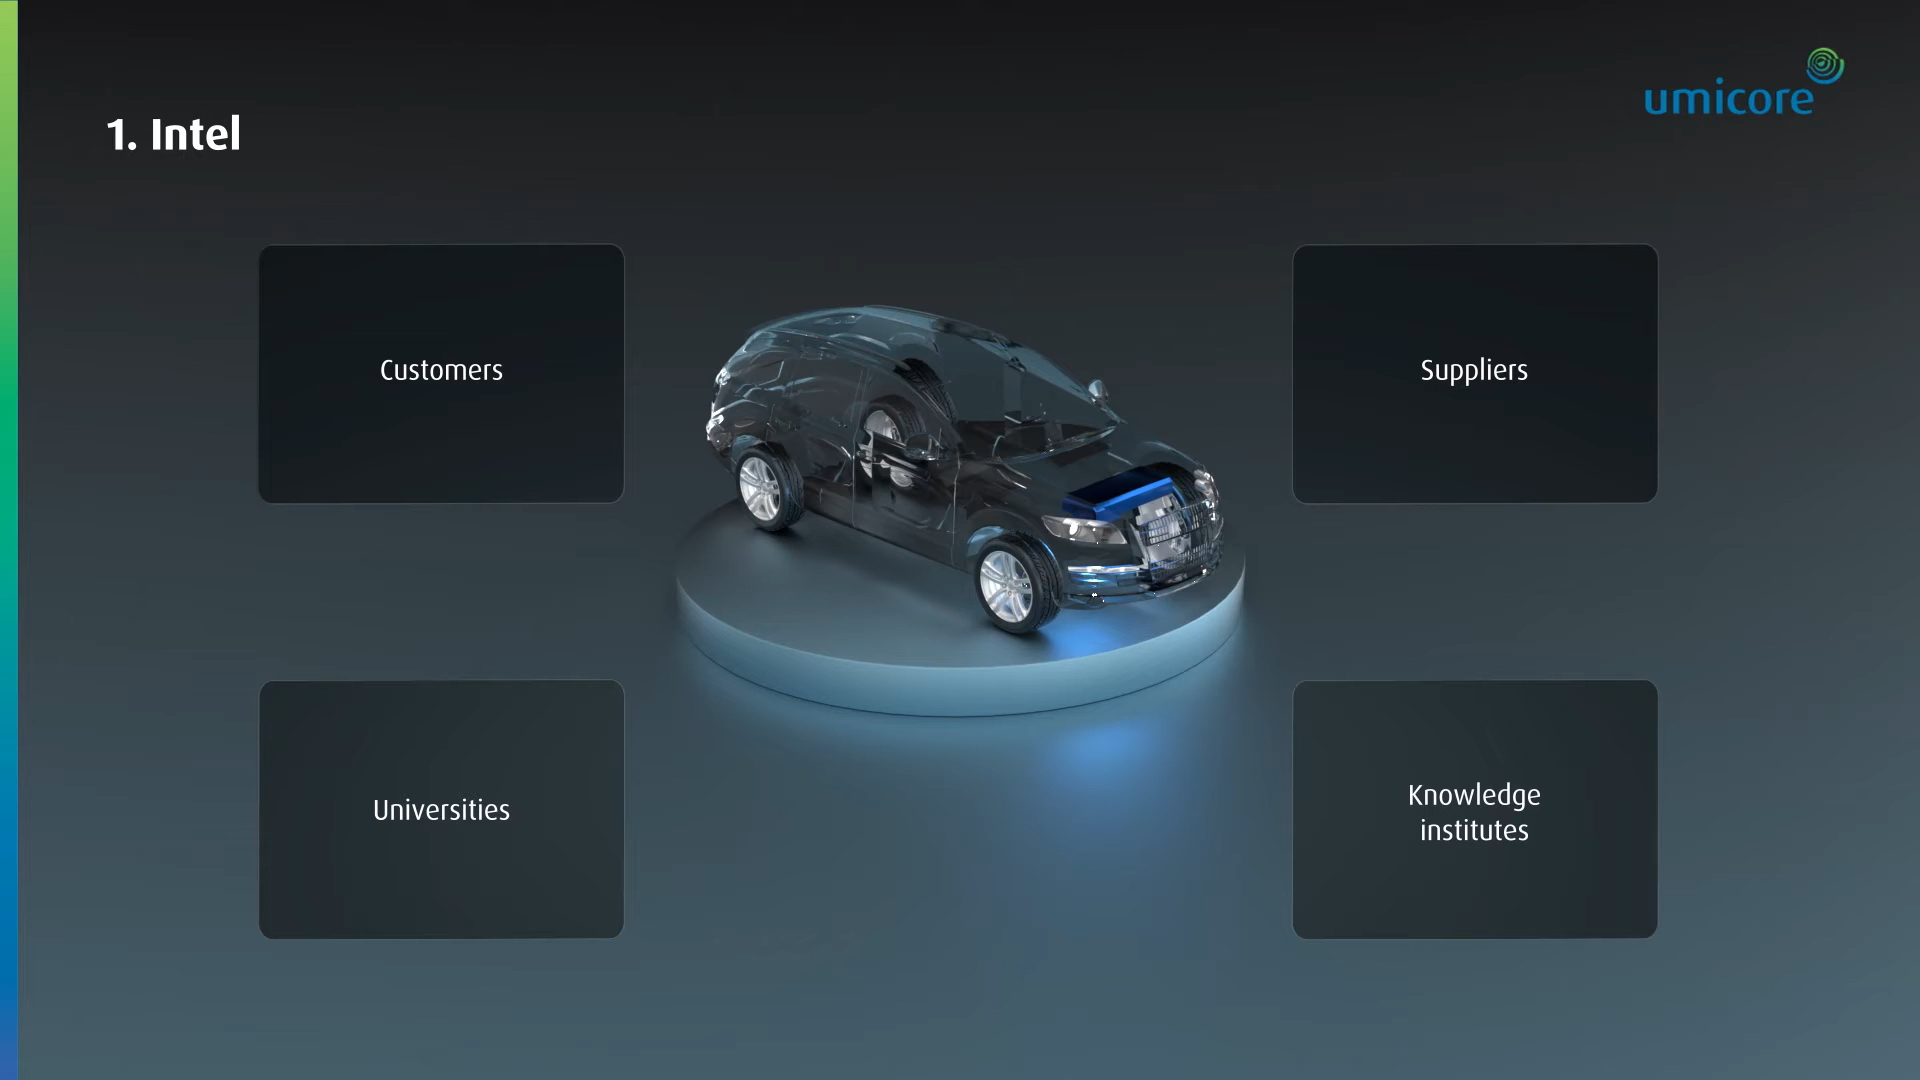 umicore
1. Intel
Customers
Suppliers
Universities
Knowledge
institutes